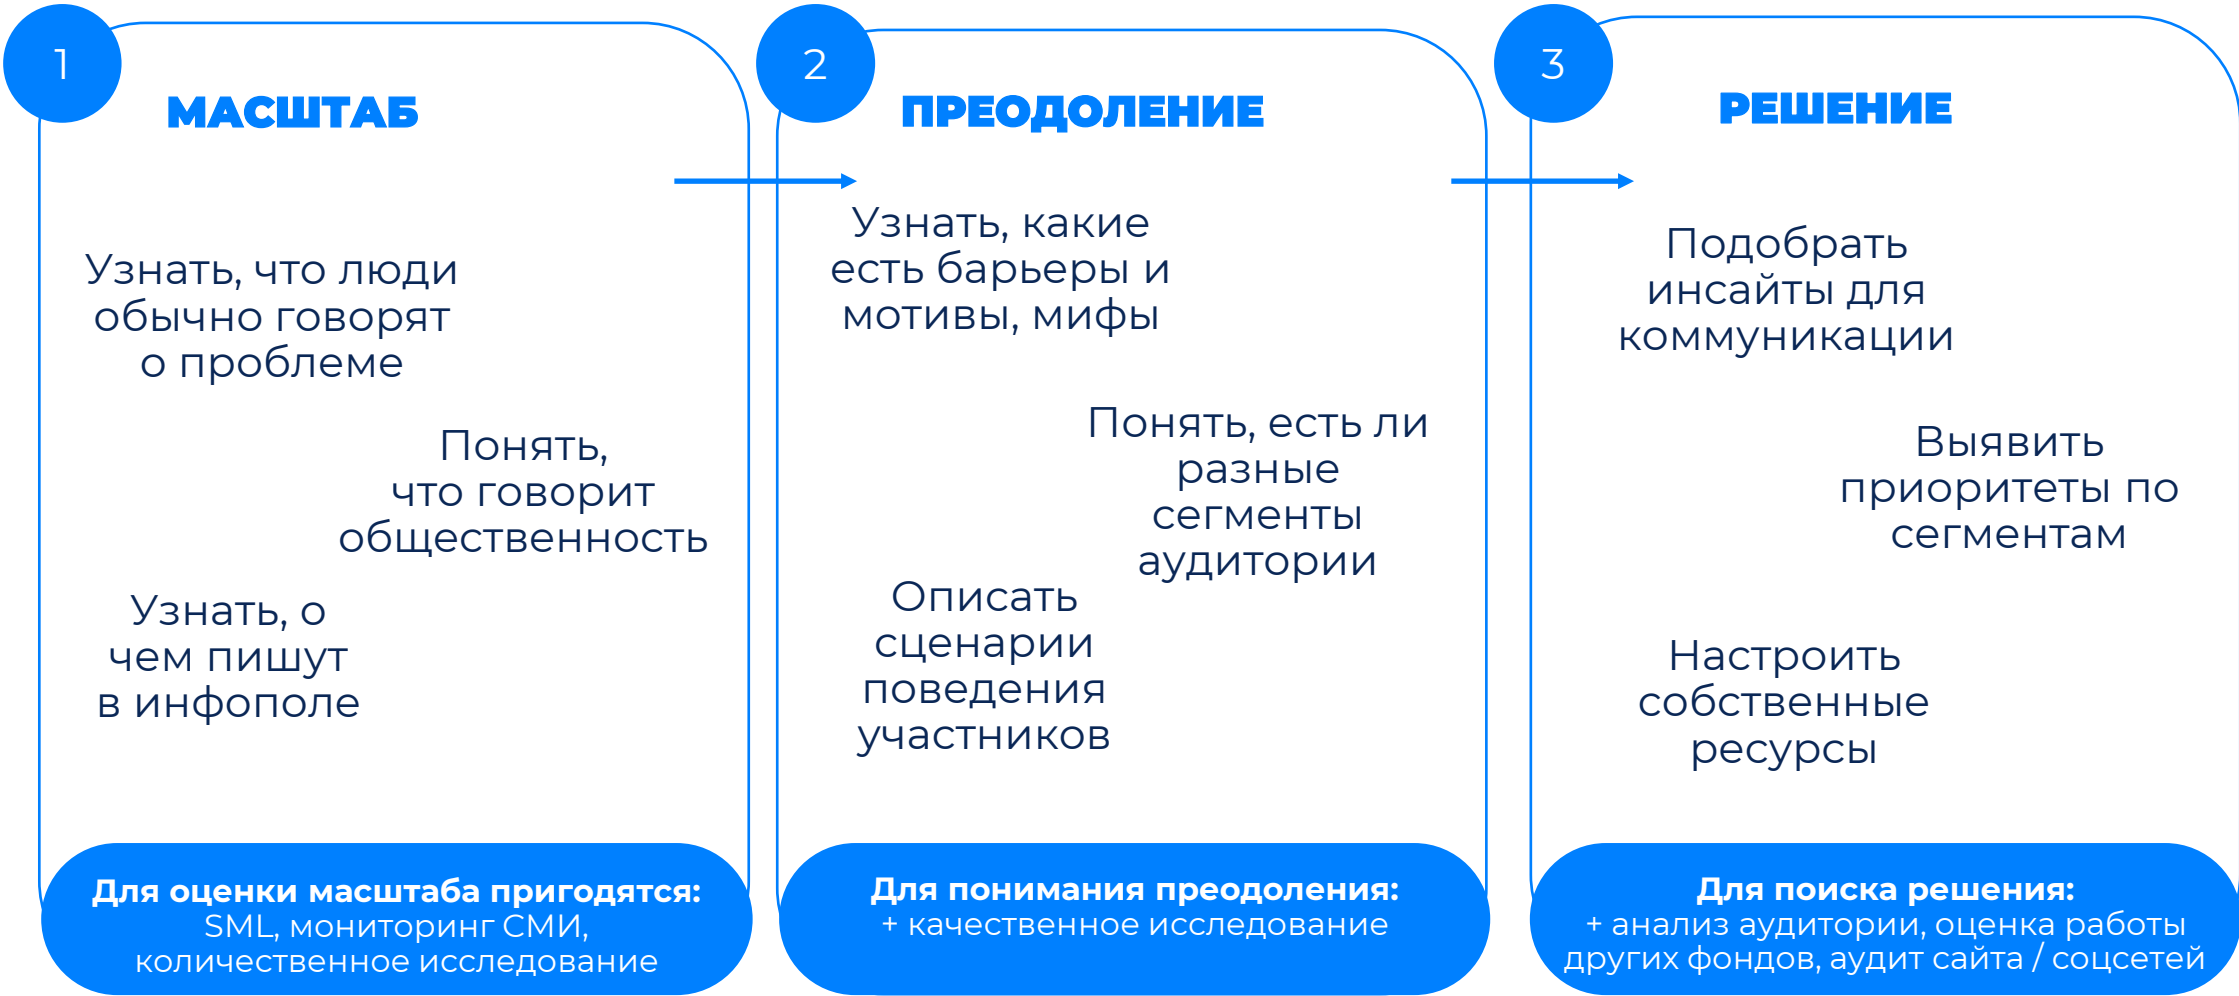 1
МАСШТАБ
Узнать, что люди
обычно говорят
о проблеме
Понять,
что говорит
общественность
Узнать, о
чем пишут
в инфополе
Для оценки масштаба пригодятся:
SML, мониторинг СМИ,
количественное исследование
2
ПРЕОДОЛЕНИЕ
Узнать, какие
есть барьеры и
мотивы, мифы
Понять, есть ли
разные
сегменты
аудитории
Описать
сценарии
поведения
участников
Для понимания преодоления:
+ качественное исследование
3
РЕШЕНИЕ
Подобрать
инсайты для
коммуникации
Выявить
приоритеты по
сегментам
Настроить
собственные
ресурсы
Для поиска решения:
+ анализ аудитории, оценка работы
других фондов, аудит сайта / соцсетей